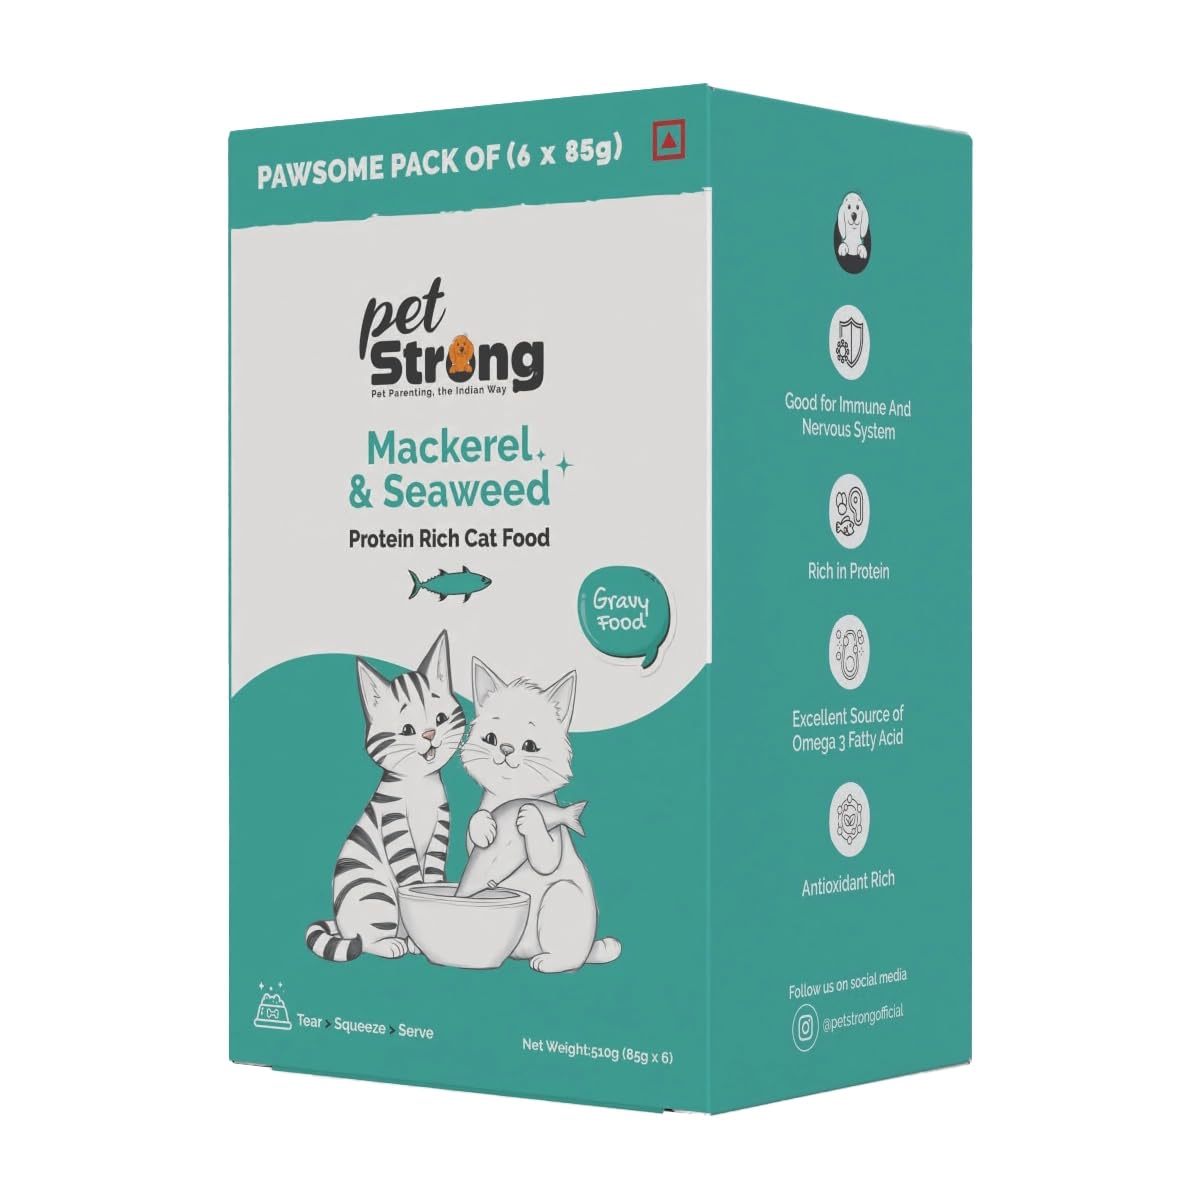 PAWSOME PACK OF (6 x 85g)
pet
Strong
Pet Parenting, the Indian Way
Mackerel
& Seaweed
Protein Rich Cat Food
Gravy
Food
Tear > Squeeze > Serve
Net Weight:510g (85g x 6)
Good for Immune And
Nervous System
Rich in Protein
Excellent Source of
Omega 3 Fatty Acid
Antioxidant Rich
Follow us on social media
@petstrongofficial